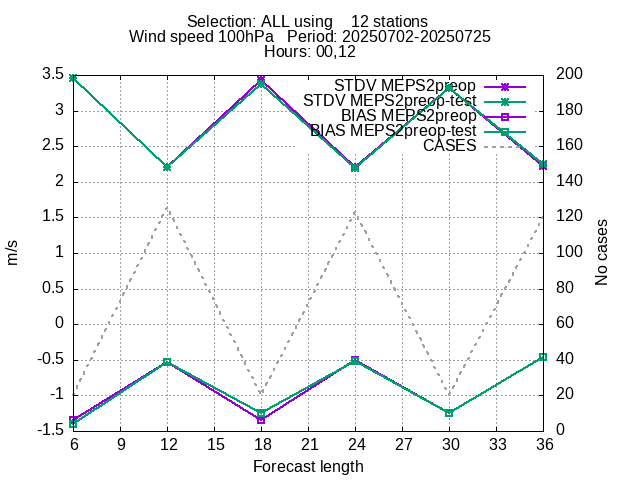 Selection: ALL using    12 stations
Wind speed 100hPa   Period: 20250702-20250725
Hours: 00,12
STDV MEPS2preop
STDV MEPS2preop-test
BIAS MEPS2preop
BIAS MEPS2preop-test
CASES
3.5
3
2.5
2
1.5
1
0.5
0
-0.5
-1
-1.5
m/s
200
180
160
140
120
100
80
60
40
20
0
No cases
6 9 12 15 18 21 24 27 30 33 36
Forecast length